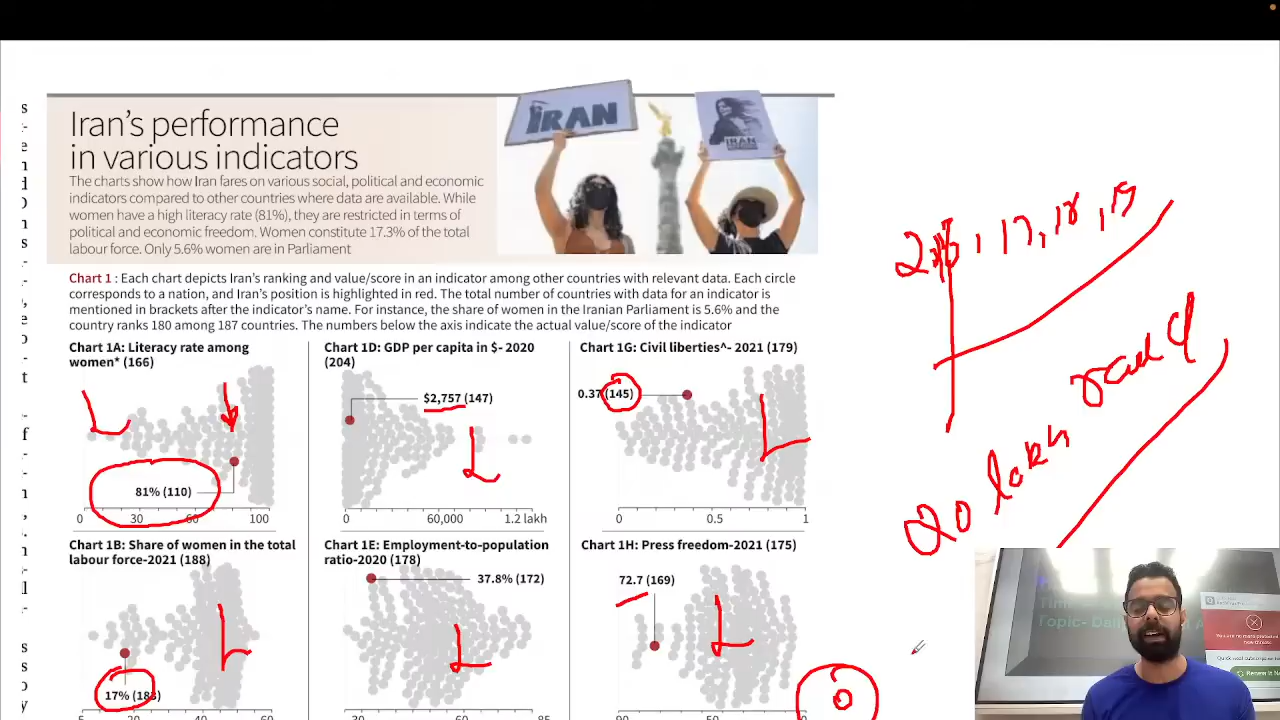 IRAN
Iran's performance
in various indicators
The charts show how Iran fares on various social, political and economic
indicators compared to other countries where data are available. While
women have a high literacy rate (81%), they are restricted in terms of
political and economic freedom. Women constitute 17.3% of the total
labour force. Only 5.6% women are in Parliament
Chart 1 : Each chart depicts Iran's ranking and value/score in an indicator among other countries with relevant data. Each circle
corresponds to a nation, and Iran's position is highlighted in red. The total number of countries with data for an indicator is
mentioned in brackets after the indicator's name. For instance, the share of women in the Iranian Parliament is 5.6% and the
country ranks 180 among 187 countries. The numbers below the axis indicate the actual value/score of the indicator
Chart 1A: Literacy rate among
women* (166)
81% (110)
0 30 60 100
Chart 1D: GDP per capita in $- 2020
(204)
$2,757 (147)
0 60,000 1.2 lakh
Chart 1G: Civil liberties^- 2021 (179)
0.37 (145)
0 0.5 1
Chart 1B: Share of women in the total
labour force-2021 (188)
17% (183)
Chart 1E: Employment-to-population
ratio-2020 (178)
37.8% (172)
Chart 1H: Press freedom-2021 (175)
72.7 (169)
17, 18, 19
20 lakh
0
Renew it